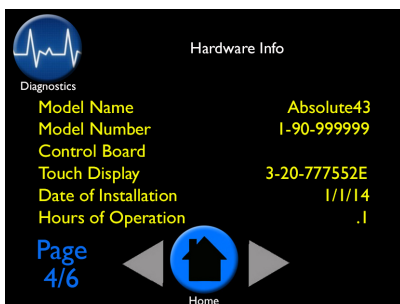 Hardware Info
Diagnostics
Model Name Absolute43
Model Number 1-90-999999
Control Board
Touch Display 3-20-777552E
Date of Installation 1/1/14
Hours of Operation .1
Page
4/6
Home